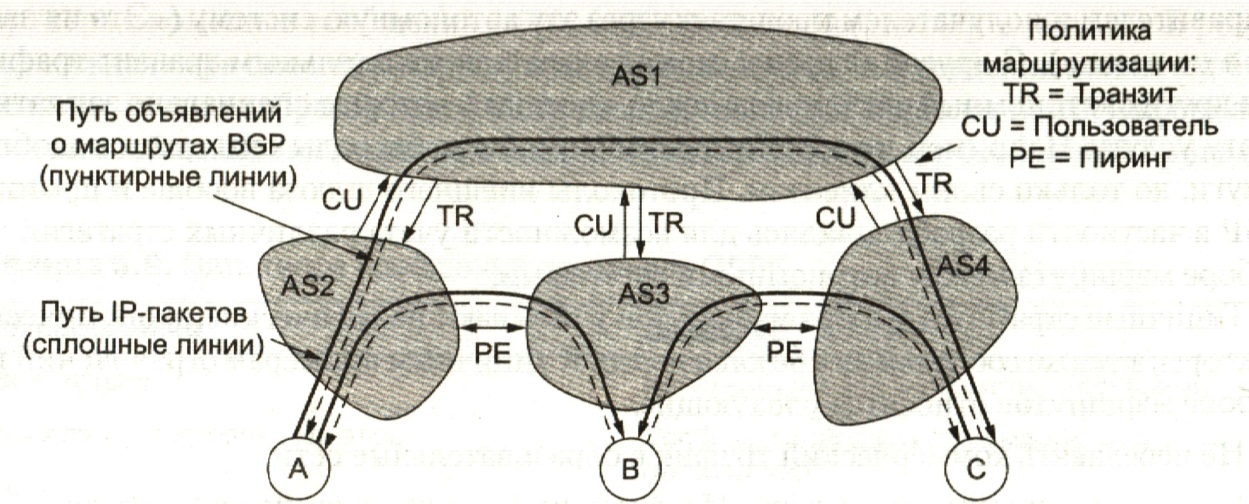 AS1
Политика
маршрутизации:
TR = Транзит
CU = Пользователь
PE = Пиринг
Путь объявлений
о маршрутах BGP
(пунктирные линии)
CU
TR
CU
TR
CU
TR
AS2
AS3
AS4
Путь IP-пакетов
(сплошные линии)
PE
PE
A
B
C